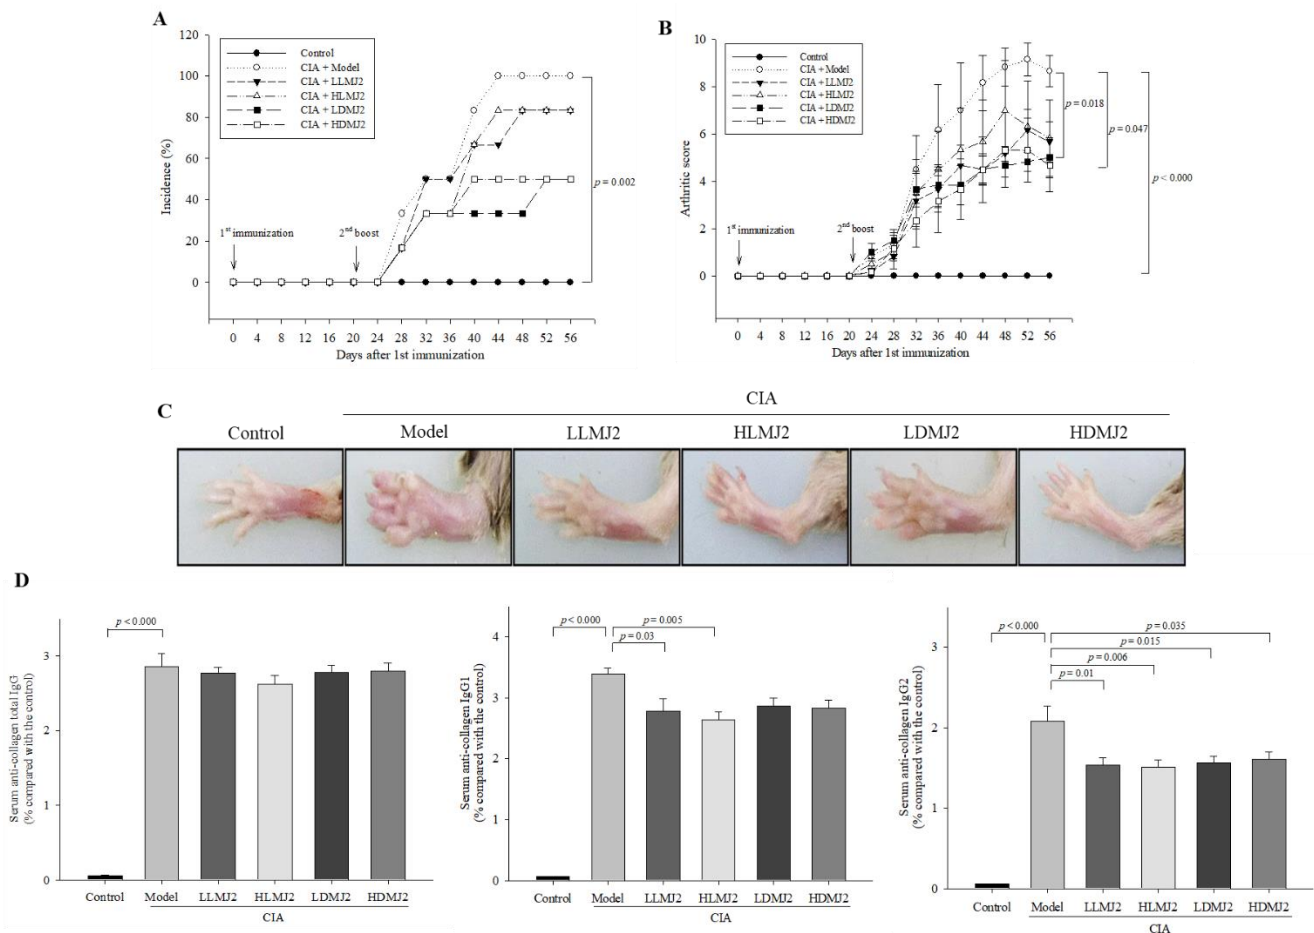 A
120
100
80
60
40
20
0
Incidence (%)
Control
CIA + Model
CIA + LLMJ2
CIA + HLMJ2
CIA + LDMJ2
CIA + HDMJ2
1st immunization
2nd boost
p = 0.002
0 4 8 12 16 20 24 28 32 36 40 44 48 52 56
Days after 1st immunization
B
10
8
6
4
2
0
Arthritic score
Control
CIA + Model
CIA + LLMJ2
CIA + HLMJ2
CIA + LDMJ2
CIA + HDMJ2
1st immunization
2nd boost
p = 0.018
p = 0.047
p < 0.000
0 4 8 12 16 20 24 28 32 36 40 44 48 52 56
Days after 1st immunization
C
CIA
Control Model LLMJ2 HLMJ2 LDMJ2 HDMJ2
D
Serum anti-collagen total IgG
(% compared with the control)
3
2
1
0
p < 0.000
Control Model LLMJ2 HLMJ2 LDMJ2 HDMJ2
CIA
Serum anti-collagen IgG1
(% compared with the control)
4
3
2
1
0
p < 0.000
p = 0.005
p = 0.03
Control Model LLMJ2 HLMJ2 LDMJ2 HDMJ2
CIA
Serum anti-collagen IgG2
(% compared with the control)
3
2
1
0
p < 0.000
p = 0.035
p = 0.015
p = 0.006
p = 0.01
Control Model LLMJ2 HLMJ2 LDMJ2 HDMJ2
CIA